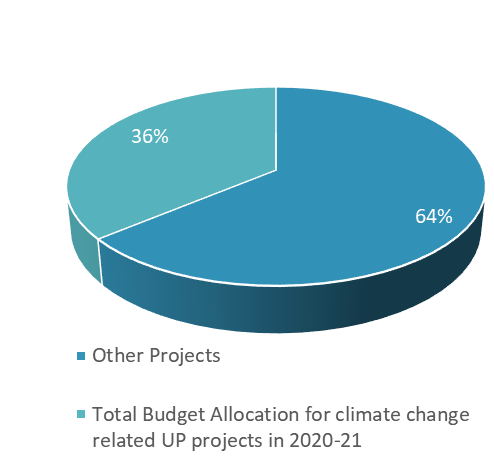 36%
64%
Other Projects
Total Budget Allocation for climate change
related UP projects in 2020-21